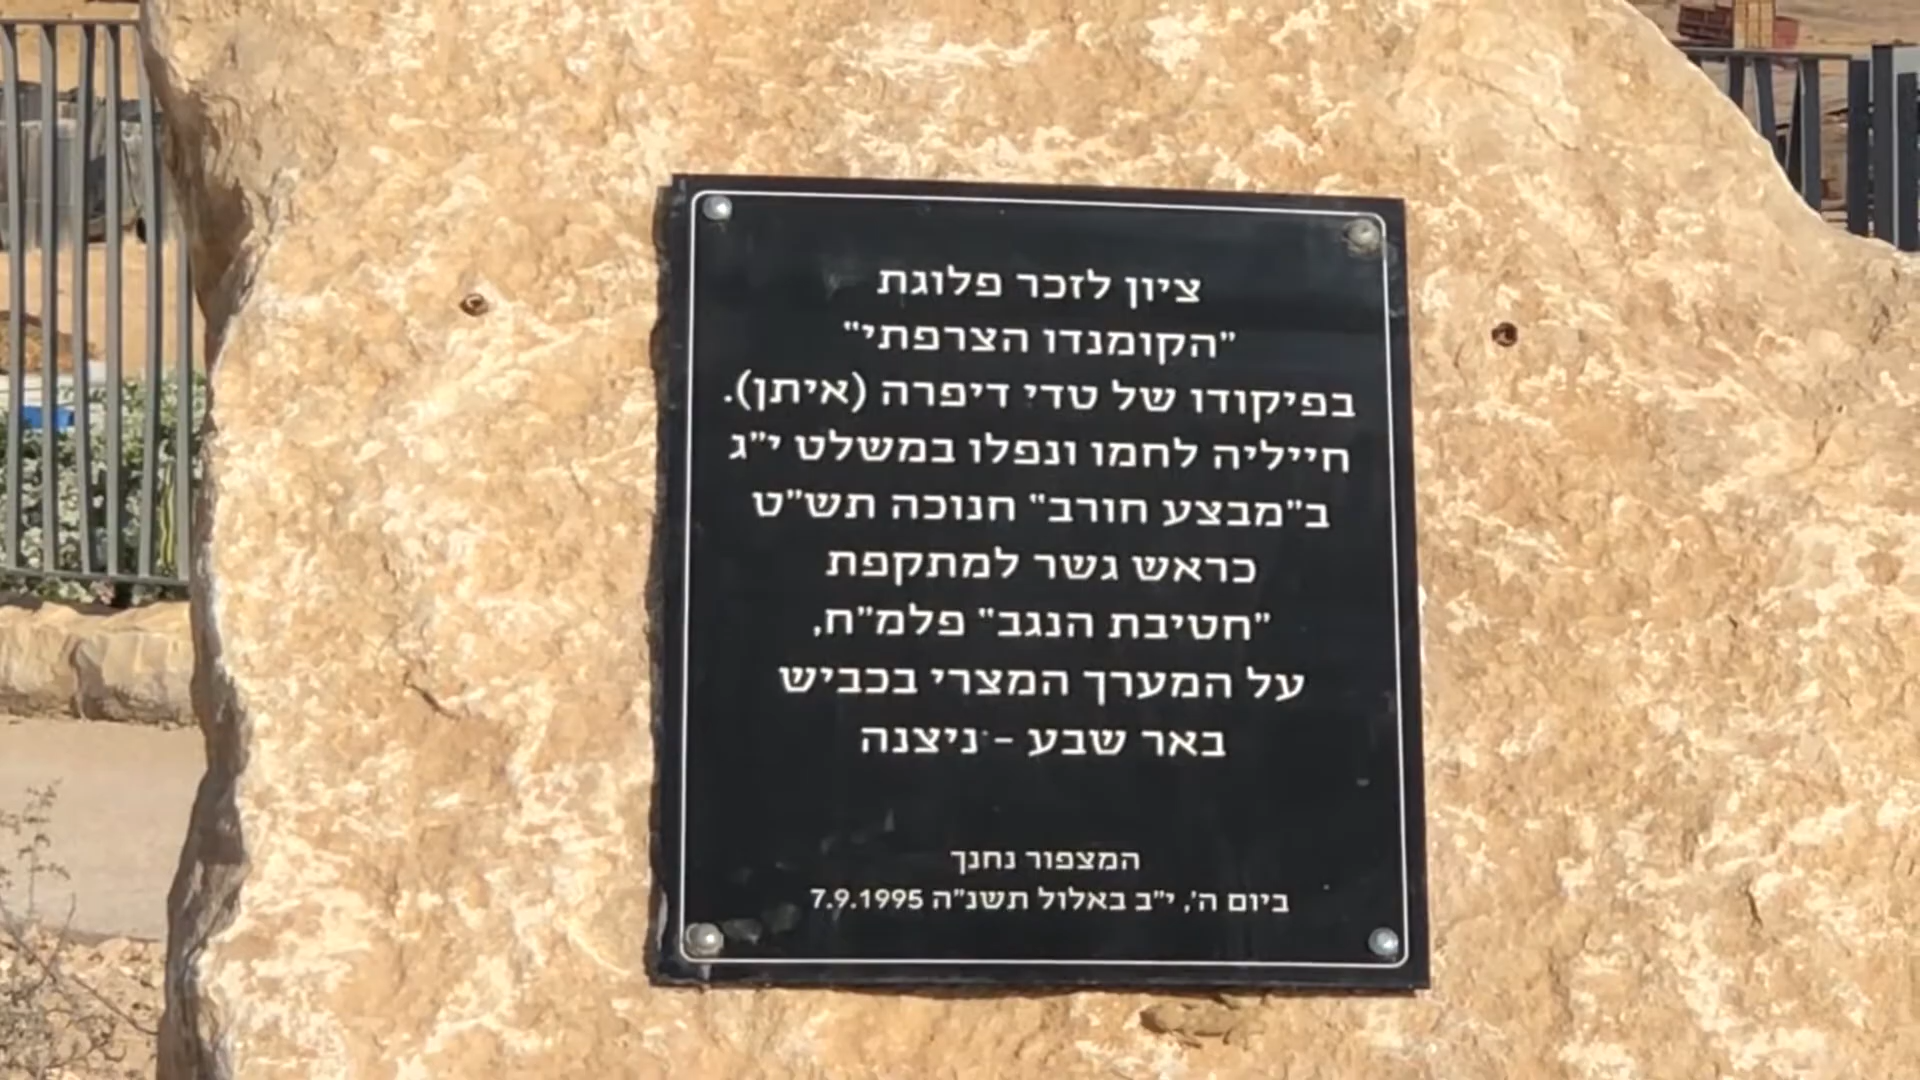 ציון לזכר פלוגת
"הקומנדו הצרפתי"
בפיקודו של טדי דיפרה (איתן).
חייליה לחמו ונפלו במשלט י"ג
ב"מבצע חורב" חנוכה תש"ט
כראש גשר למתקפת
"חטיבת הנגב" פלמ"ח,
על המערך המצרי בכביש
באר שבע - ניצנה
המצפור נחנך
ביום ה', י"ב באלול תשנ"ה 7.9.1995